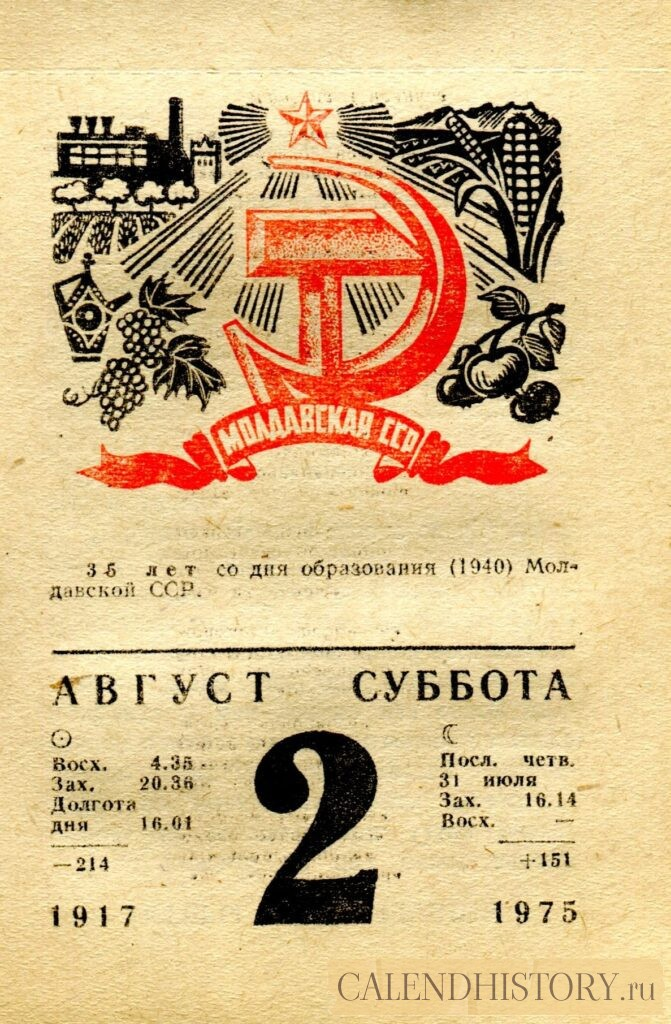 МОЛДАВСКАЯ ССР
35 лет со дня образования (1940) Мол-
давской ССР.
АВГУСТ СУББОТА
Восх. 4.35
Зах. 20.36
Долгота
дня 16.01
—214
1917
2
☾
Посл. четв.
31 июля
Зах. 16.14
Восх. —
+151
1975
CALENDHISTORY.ru